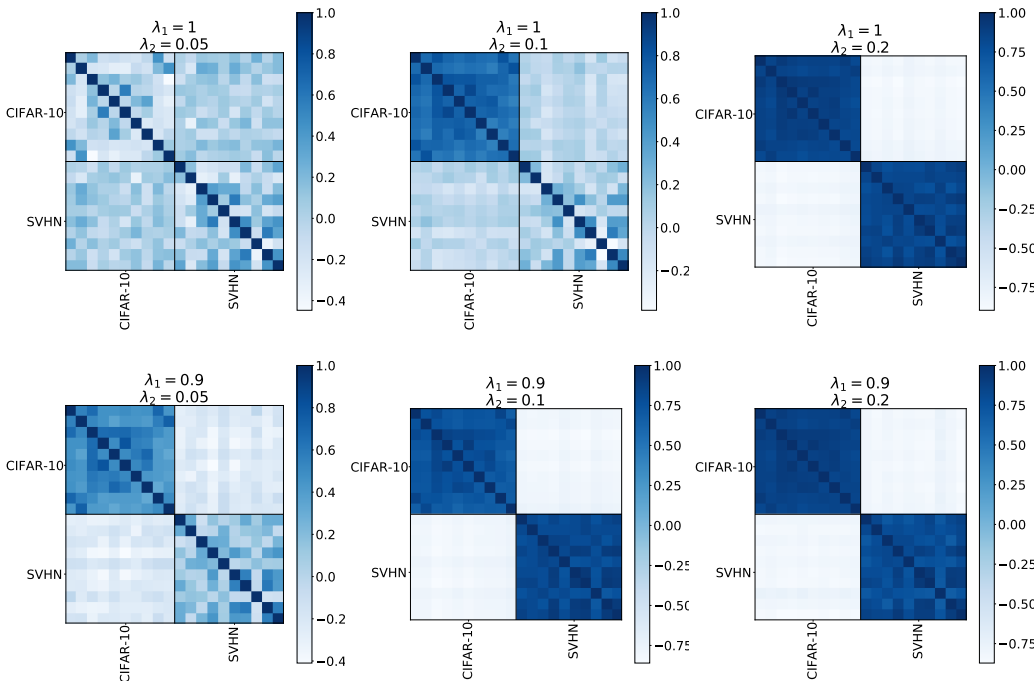 λ₁ = 1
λ₂ = 0.05
CIFAR-10
SVHN
CIFAR-10
SVHN
1.0
0.8
0.6
0.4
0.2
0.0
−0.2
−0.4
λ₁ = 1
λ₂ = 0.1
CIFAR-10
SVHN
CIFAR-10
SVHN
1.0
0.8
0.6
0.4
0.2
0.0
−0.2
λ₁ = 1
λ₂ = 0.2
CIFAR-10
SVHN
CIFAR-10
SVHN
1.00
0.75
0.50
0.25
0.00
−0.25
−0.50
−0.75
λ₁ = 0.9
λ₂ = 0.05
CIFAR-10
SVHN
CIFAR-10
SVHN
1.0
0.8
0.6
0.4
0.2
0.0
−0.2
−0.4
λ₁ = 0.9
λ₂ = 0.1
CIFAR-10
SVHN
CIFAR-10
SVHN
1.00
0.75
0.50
0.25
0.00
−0.25
−0.50
−0.75
λ₁ = 0.9
λ₂ = 0.2
CIFAR-10
SVHN
CIFAR-10
SVHN
1.00
0.75
0.50
0.25
0.00
−0.25
−0.50
−0.75